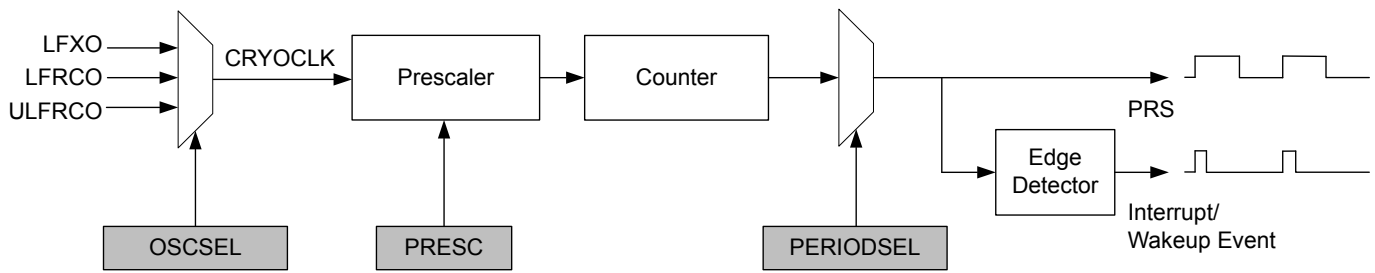 LFXO
LFRCO
ULFRCO
CRYOCLK
Prescaler
Counter
PRS
Edge
Detector
Interrupt/
Wakeup Event
OSCSEL
PRESC
PERIODSEL